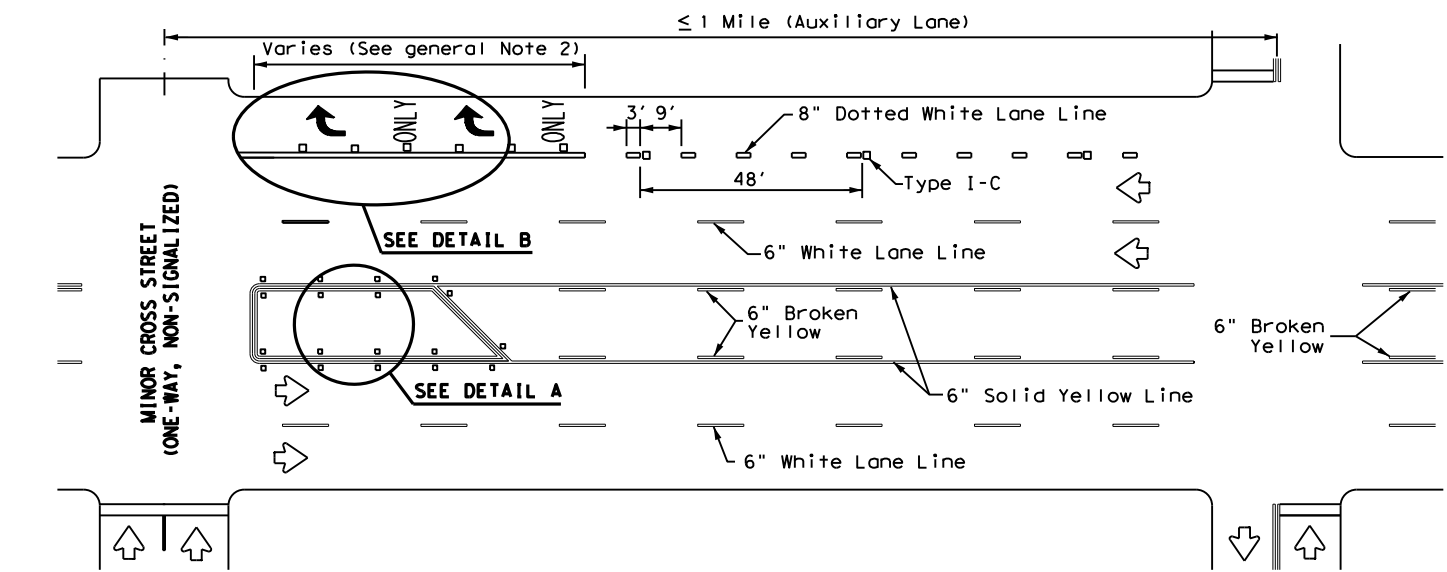 ≤ 1 Mile (Auxiliary Lane)
Varies (See general Note 2)
ONLY
ONLY
3' 9'
8" Dotted White Lane Line
48'
Type I-C
SEE DETAIL B
6" White Lane Line
MINOR CROSS STREET
(ONE-WAY, NON-SIGNALIZED)
6" Broken
Yellow
6" Broken
Yellow
SEE DETAIL A
6" Solid Yellow Line
6" White Lane Line